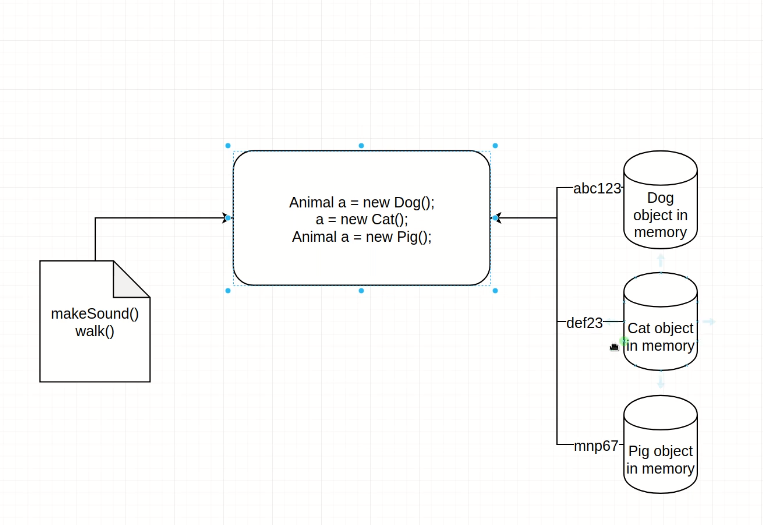 Animal a = new Dog();
a = new Cat();
Animal a = new Pig();
makeSound()
walk()
abc123
Dog
object in
memory
def23
Cat object
in memory
mnp67
Pig object
in memory